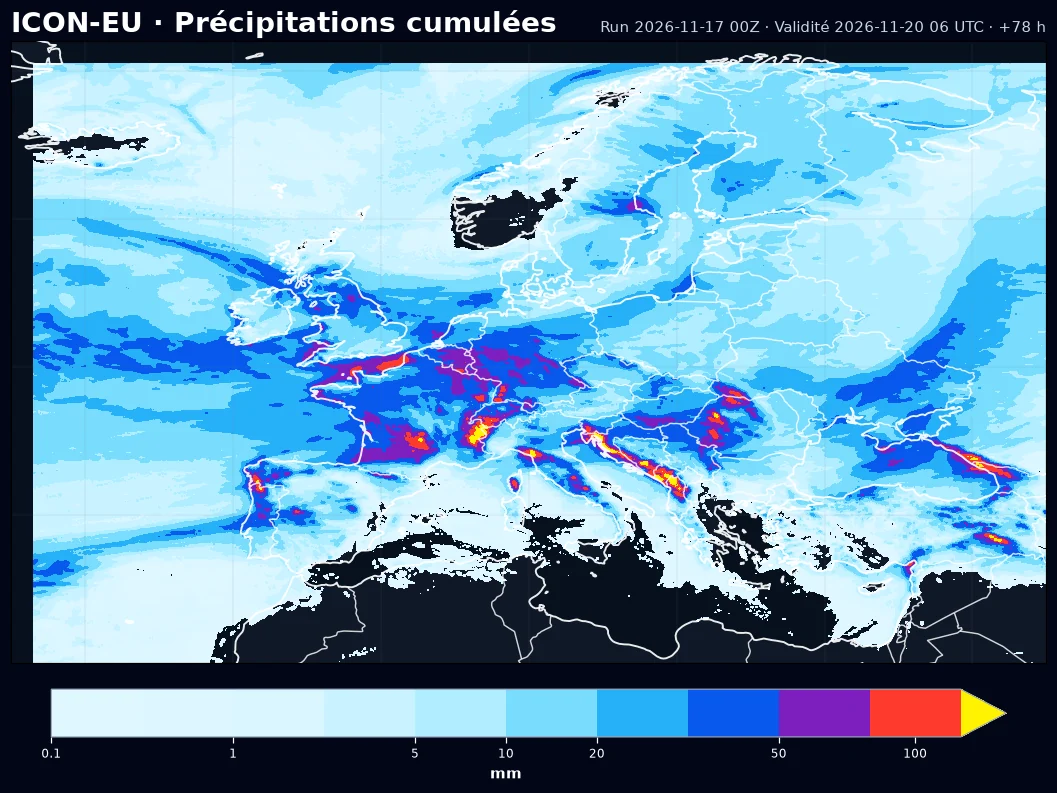 ICON-EU · Précipitations cumulées
Run 2026-11-17 00Z · Validité 2026-11-20 06 UTC · +78 h
0.1 1 5 10 20 50 100
mm